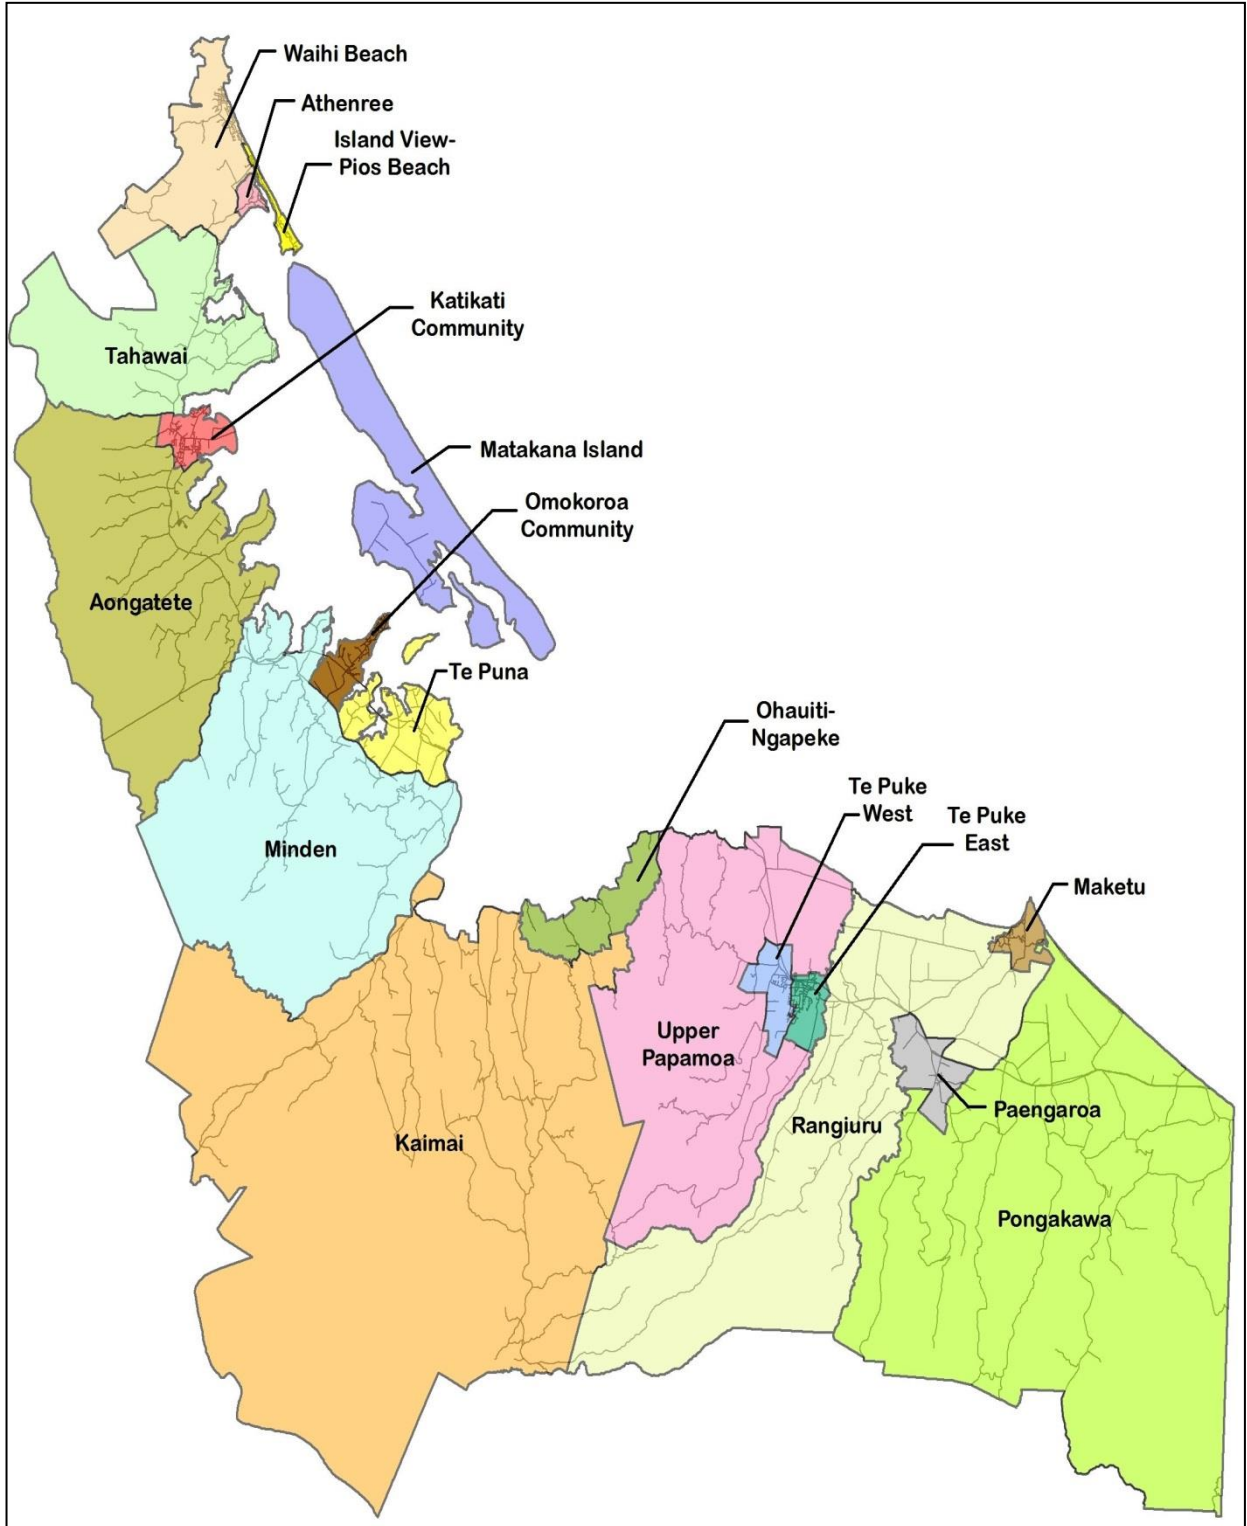 Waihi Beach
Athenree
Island View-
Pios Beach
Katikati
Community
Tahawai
Matakana Island
Omokoroa
Community
Aongatete
Te Puna
Ohauiti-
Ngapeke
Te Puke
West
Te Puke
East
Minden
Maketu
Upper
Papamoa
Paengaroa
Rangiuru
Kaimai
Pongakawa